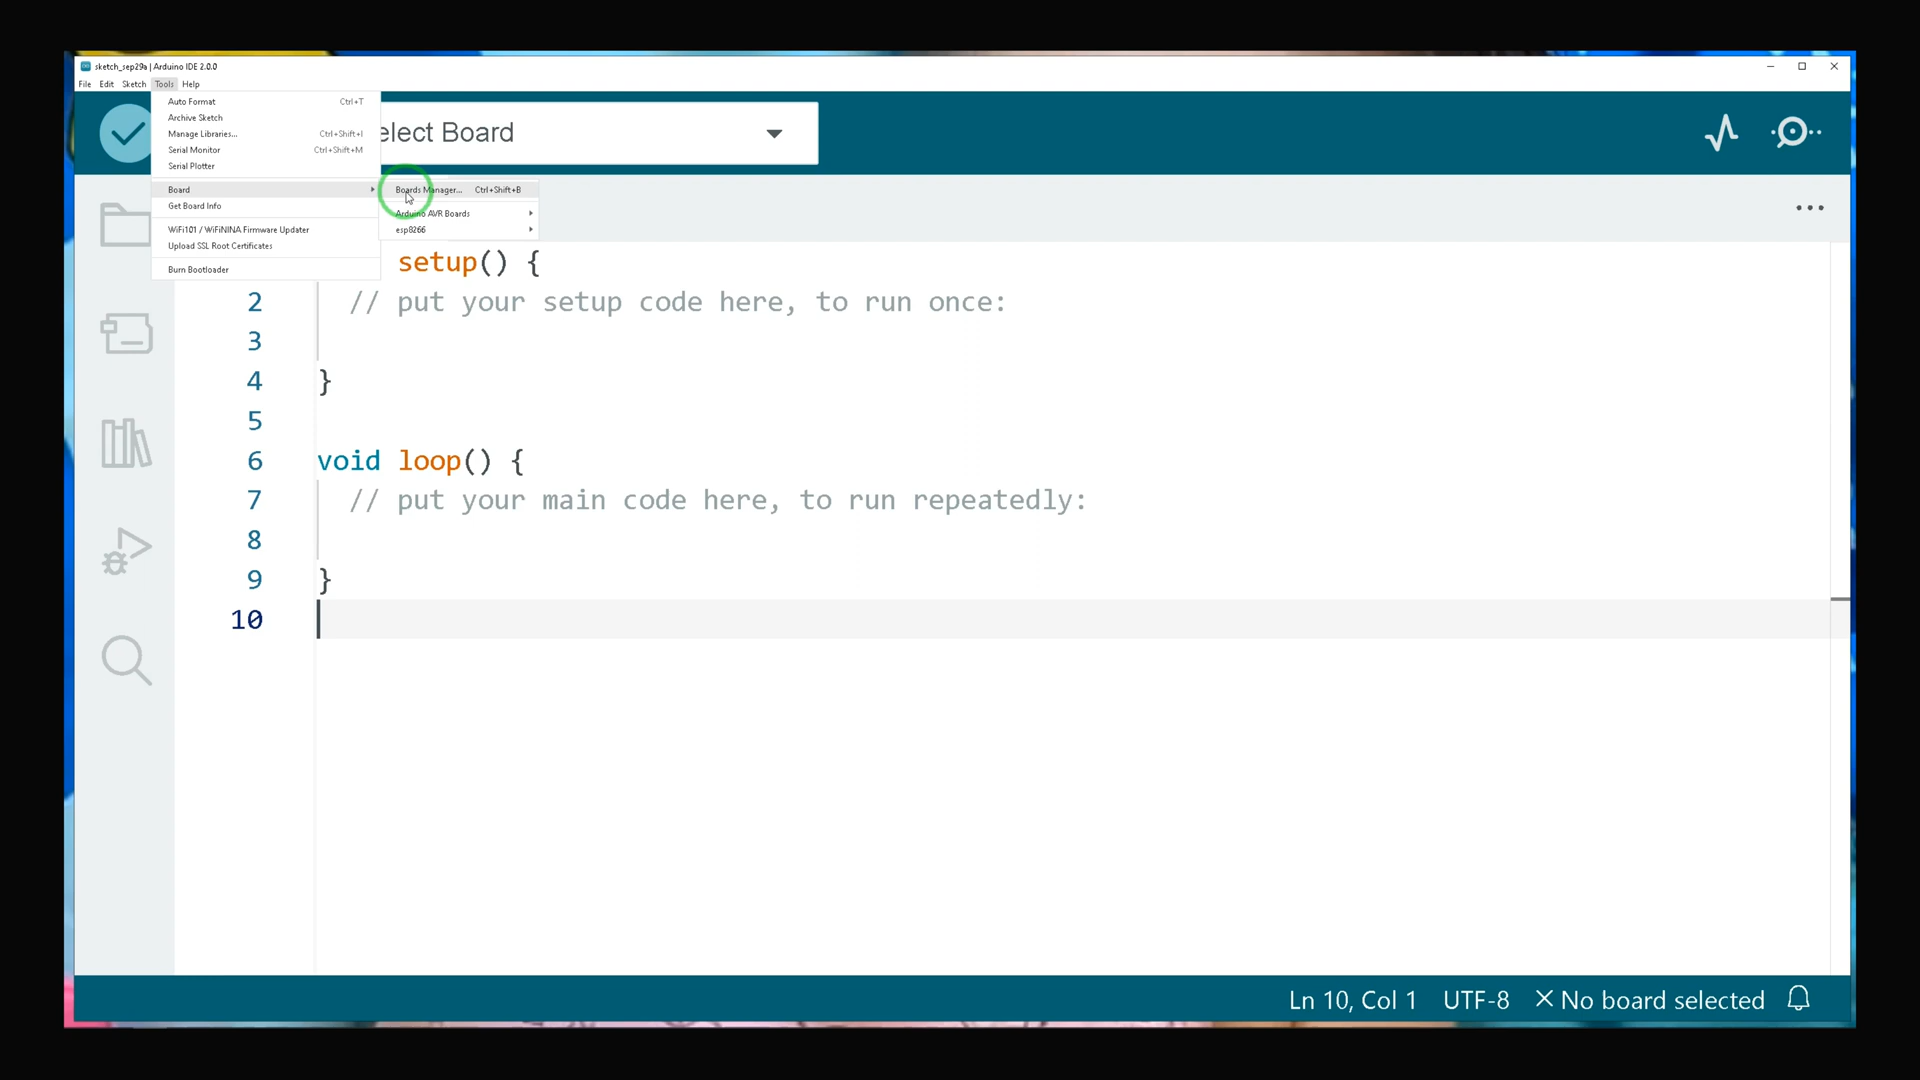 sketch_sep29a | Arduino IDE 2.0.0
File Edit Sketch Tools Help
Auto Format Ctrl+T
Archive Sketch
Manage Libraries... Ctrl+Shift+I
Serial Monitor Ctrl+Shift+M
Serial Plotter
Board
Get Board Info
WiFi101 / WiFiNINA Firmware Updater
Upload SSL Root Certificates
Burn Bootloader
Boards Manager... Ctrl+Shift+B
Arduino AVR Boards
esp8266
elect Board
setup() {
2 // put your setup code here, to run once:
3
4 }
5
6 void loop() {
7 // put your main code here, to run repeatedly:
8
9 }
10
Ln 10, Col 1 UTF-8 No board selected